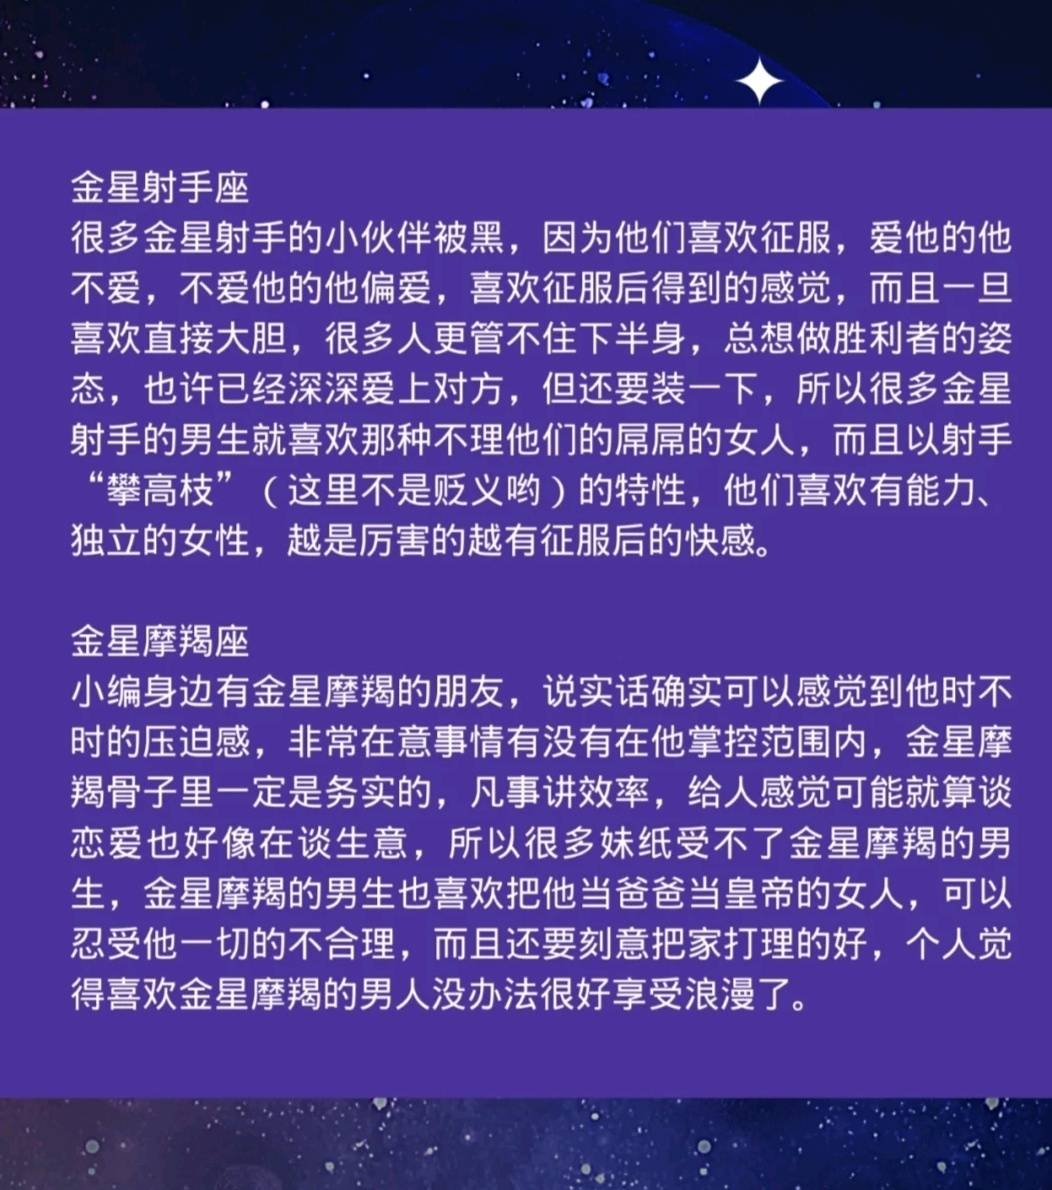 金星射手座
很多金星射手的小伙伴被黑，因为他们喜欢征服，爱他的他
不爱，不爱他的他偏爱，喜欢征服后得到的感觉，而且一旦
喜欢直接大胆，很多人更管不住下半身，总想做胜利者的姿
态，也许已经深深爱上对方，但还要装一下，所以很多金星
射手的男生就喜欢那种不理他们的屌屌的女人，而且以射手
“攀高枝”（这里不是贬义哟）的特性，他们喜欢有能力、
独立的女性，越是厉害的越有征服后的快感。
金星摩羯座
小编身边有金星摩羯的朋友，说实话确实可以感觉到他时不
时的压迫感，非常在意事情有没有在他掌控范围内，金星摩
羯骨子里一定是务实的，凡事讲效率，给人感觉可能就算谈
恋爱也好像在谈生意，所以很多妹纸受不了金星摩羯的男
生，金星摩羯的男生也喜欢把他当爸爸当皇帝的女人，可以
忍受他一切的不合理，而且还要刻意把家打理的好，个人觉
得喜欢金星摩羯的男人没办法很好享受浪漫了。